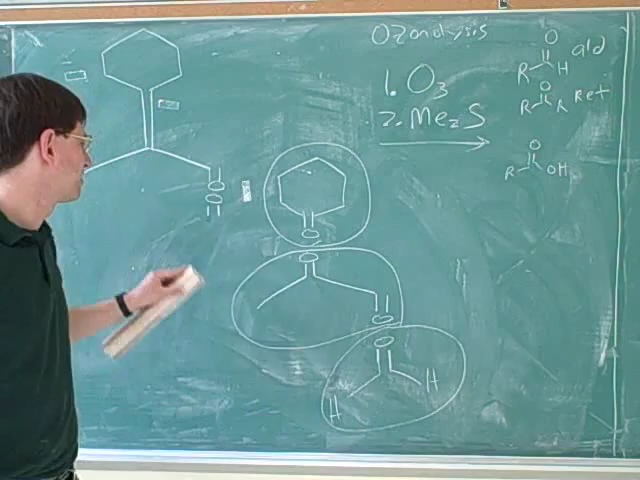 Ozonolysis
1. O3
2. Me2S
O
R H ald
O
R R Ket
O
R OH
O
O
O
O
O
O
H H